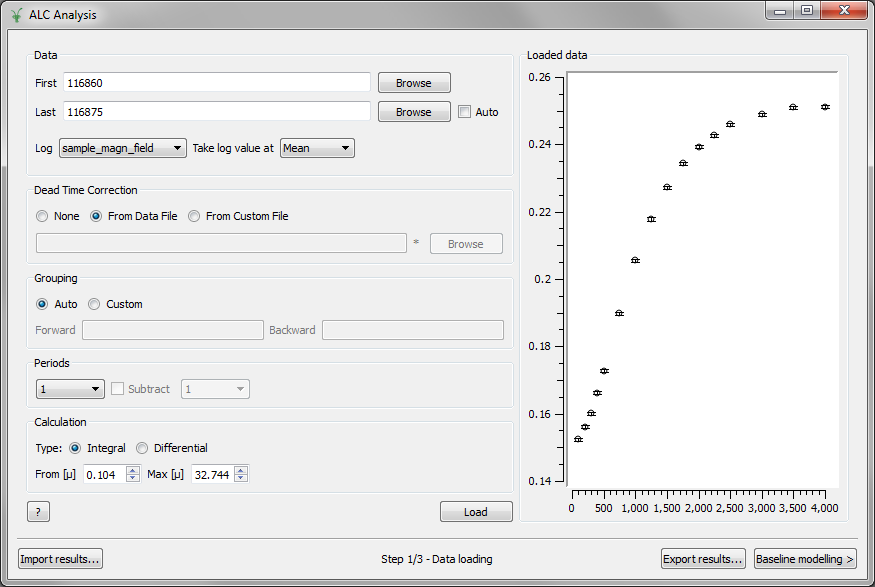 ALC Analysis
Data
First 116860 Browse
Last 116875 Browse Auto
Log sample_magn_field Take log value at Mean
Dead Time Correction
None From Data File From Custom File
* Browse
Grouping
Auto Custom
Forward Backward
Periods
1 Subtract 1
Calculation
Type: Integral Differential
From [µ] 0.104 Max [µ] 32.744
? Load
Loaded data
0.26
0.24
0.22
0.2
0.18
0.16
0.14
0 500 1,000 1,500 2,000 2,500 3,000 3,500 4,000
Import results... Step 1/3 - Data loading Export results... Baseline modelling >